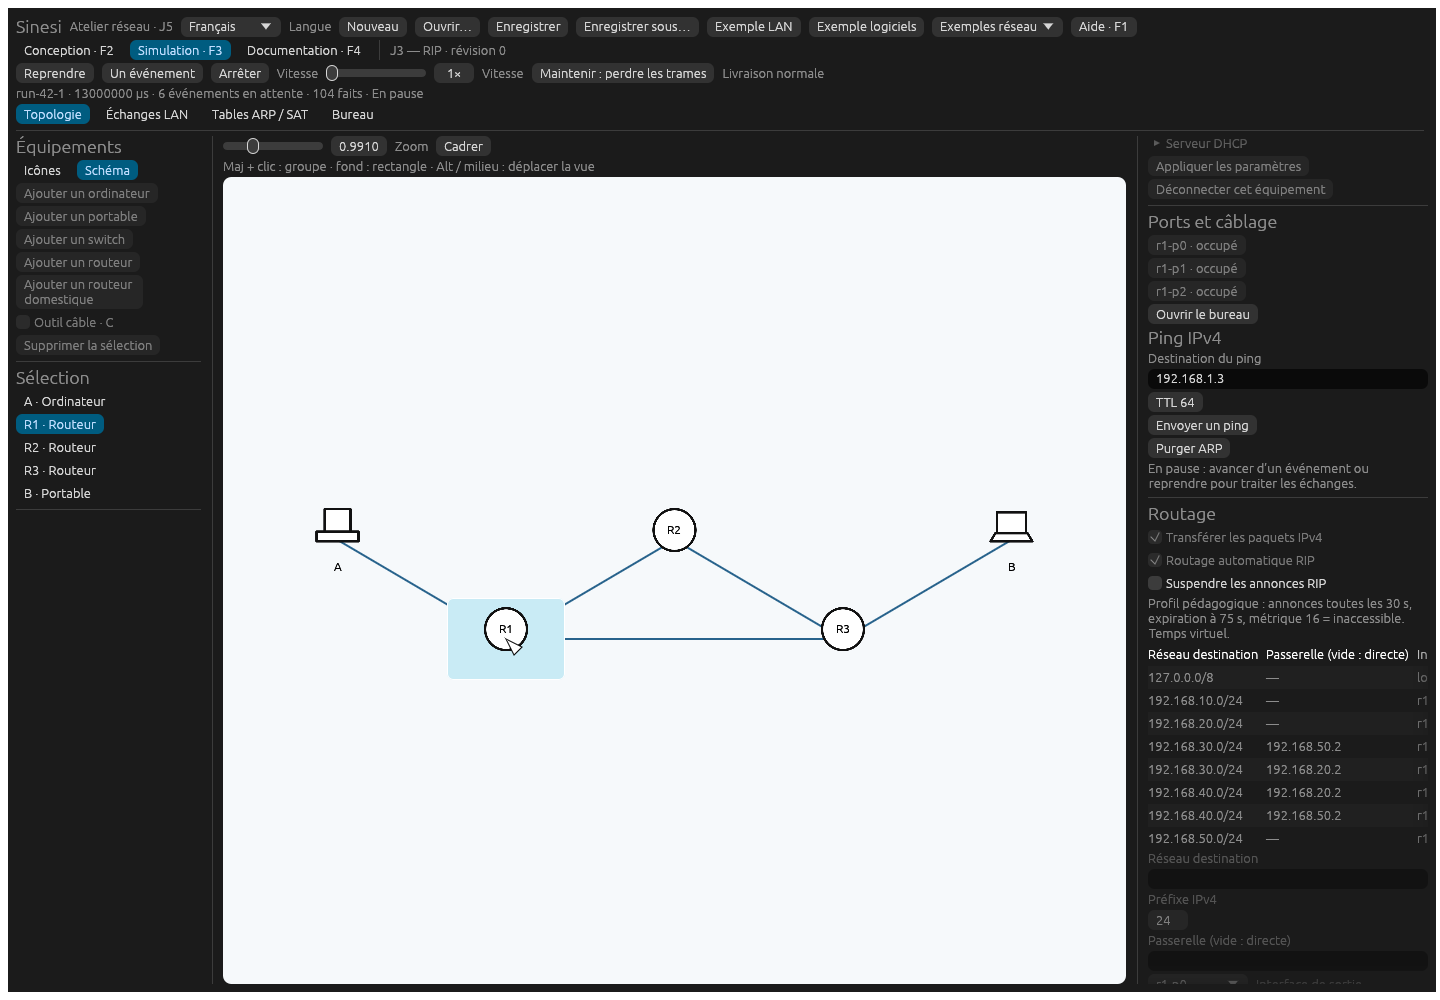 Sinesi Atelier réseau · J5 Français Langue Nouveau Ouvrir… Enregistrer Enregistrer sous… Exemple LAN Exemple logiciels Exemples réseau Aide · F1
Conception · F2 Simulation · F3 Documentation · F4 J3 — RIP · révision 0
Reprendre Un événement Arrêter Vitesse 1× Vitesse Maintenir : perdre les trames Livraison normale
run-42-1 · 13000000 µs · 6 événements en attente · 104 faits · En pause
Topologie Échanges LAN Tables ARP / SAT Bureau
Équipements
Icônes Schéma
Ajouter un ordinateur
Ajouter un portable
Ajouter un switch
Ajouter un routeur
Ajouter un routeur
domestique
Outil câble · C
Supprimer la sélection
Sélection
A · Ordinateur
R1 · Routeur
R2 · Routeur
R3 · Routeur
B · Portable
0.9910 Zoom Cadrer
Maj + clic : groupe · fond : rectangle · Alt / milieu : déplacer la vue
A
R1
R2
R3
B
Serveur DHCP
Appliquer les paramètres
Déconnecter cet équipement
Ports et câblage
r1-p0 · occupé
r1-p1 · occupé
r1-p2 · occupé
Ouvrir le bureau
Ping IPv4
Destination du ping
192.168.1.3
TTL 64
Envoyer un ping
Purger ARP
En pause : avancer d’un événement ou
reprendre pour traiter les échanges.
Routage
Transférer les paquets IPv4
Routage automatique RIP
Suspendre les annonces RIP
Profil pédagogique : annonces toutes les 30 s,
expiration à 75 s, métrique 16 = inaccessible.
Temps virtuel.
Réseau destination Passerelle (vide : directe) In
127.0.0.0/8 — lo
192.168.10.0/24 — r1
192.168.20.0/24 — r1
192.168.30.0/24 192.168.50.2 r1
192.168.30.0/24 192.168.20.2 r1
192.168.40.0/24 192.168.20.2 r1
192.168.40.0/24 192.168.50.2 r1
192.168.50.0/24 — r1
Réseau destination
Préfixe IPv4
24
Passerelle (vide : directe)
r1-p0 Interface de sortie